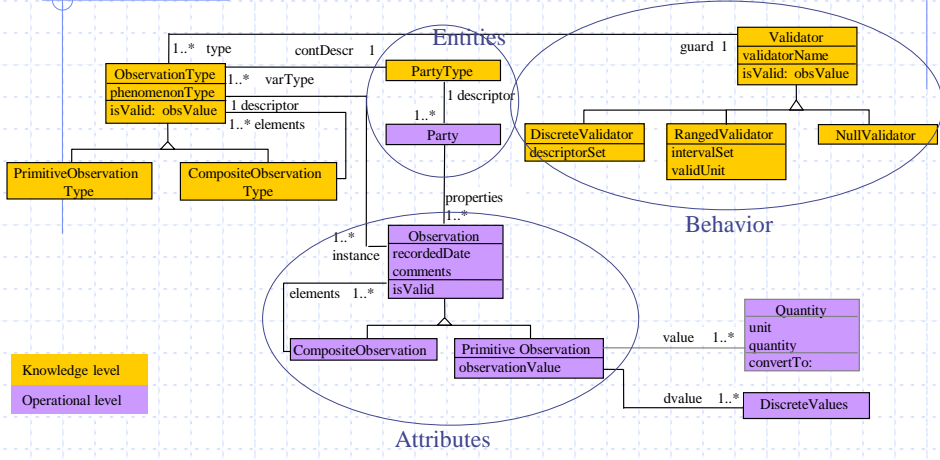 Entities
Validator
validatorName
isValid: obsValue
1..* type
contDescr 1
guard 1
ObservationType
phenomenonType
isValid: obsValue
1..* varType
PartyType
1 descriptor
1..* elements
1 descriptor
1..*
Party
DiscreteValidator
descriptorSet
RangedValidator
intervalSet
validUnit
NullValidator
PrimitiveObservation
Type
CompositeObservation
Type
properties
1..*
Behavior
1..*
instance
Observation
recordedDate
comments
isValid
elements 1..*
CompositeObservation
Primitive Observation
observationValue
value 1..*
Quantity
unit
quantity
convertTo:
Knowledge level
Operational level
dvalue 1..*
DiscreteValues
Attributes